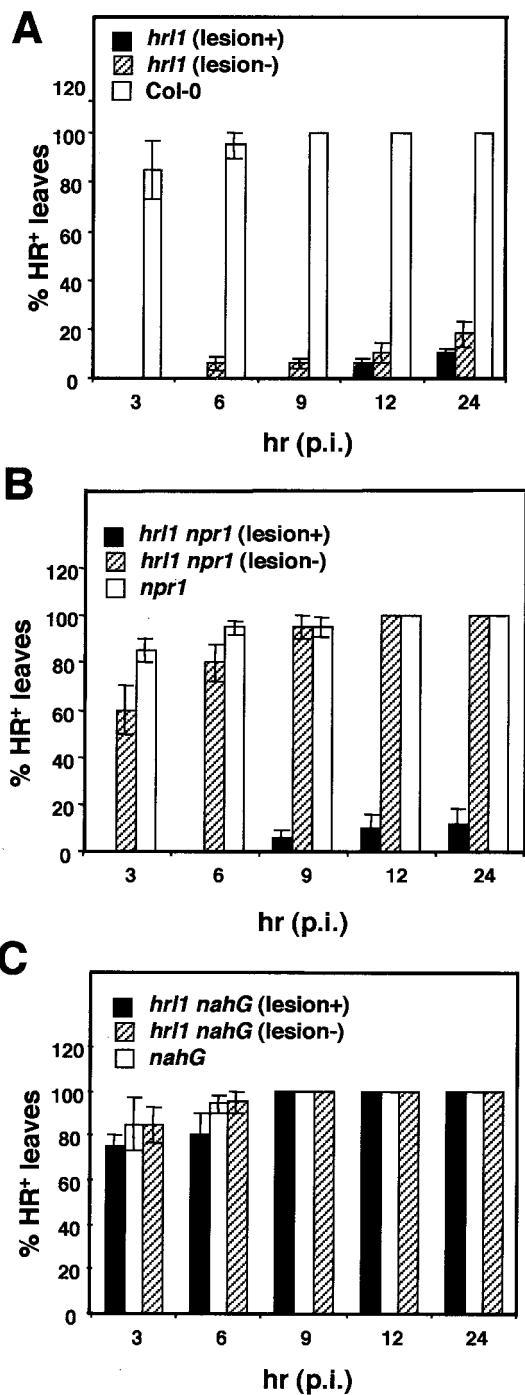 A
hrl1 (lesion+)
hrl1 (lesion-)
Col-0
120
100
80
60
40
20
0
% HR+ leaves
3 6 9 12 24
hr (p.i.)
B
hrl1 npr1 (lesion+)
hrl1 npr1 (lesion-)
npr1
120
100
80
60
40
20
0
% HR+ leaves
3 6 9 12 24
hr (p.i.)
C
hrl1 nahG (lesion+)
hrl1 nahG (lesion-)
nahG
120
100
80
60
40
20
0
% HR+ leaves
3 6 9 12 24
hr (p.i.)